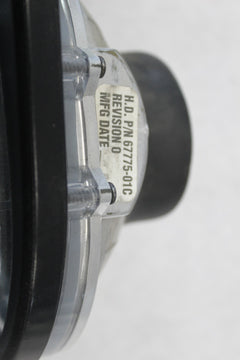 H.D. P/N 67775-01C
REVISION 0
MFG DATE